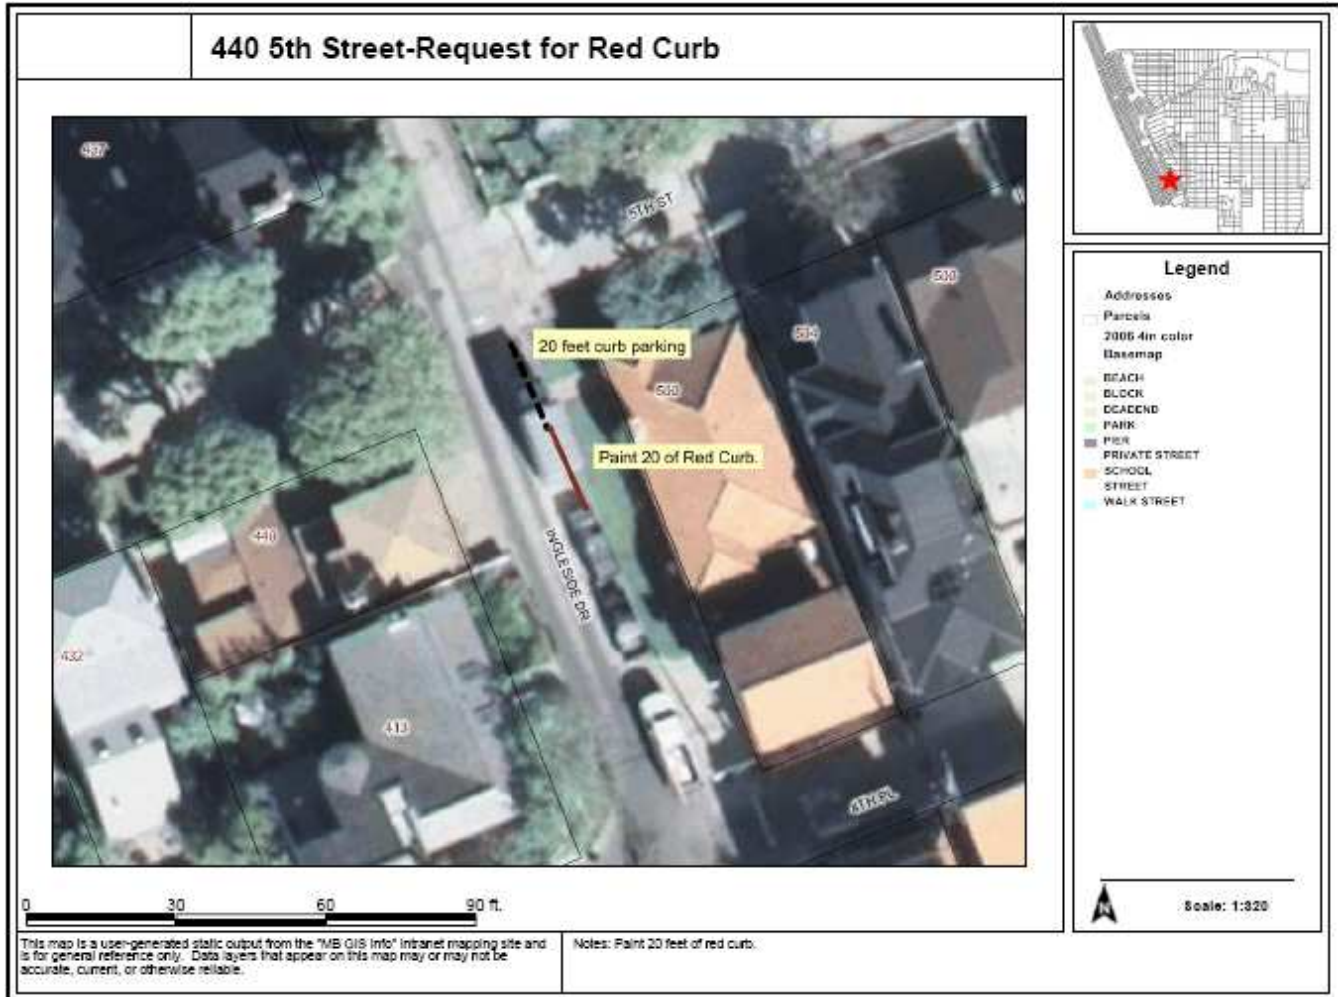 440 5th Street-Request for Red Curb
437
5TH ST
500
504
20 feet curb parking
Paint 20 of Red Curb.
440
INGLESIDE DR
432
413
4TH PL
Legend
Addresses
Parcels
2006 4in color
Basemap
BEACH
BLOCK
DEADEND
PARK
PIER
PRIVATE STREET
SCHOOL
STREET
WALK STREET
N
Scale: 1:320
0 30 60 90 ft.
This map is a user-generated static output from the "MB GIS Info" Intranet mapping site and
is for general reference only. Data layers that appear on this map may or may not be
accurate, current, or otherwise reliable.
Notes: Paint 20 feet of red curb.